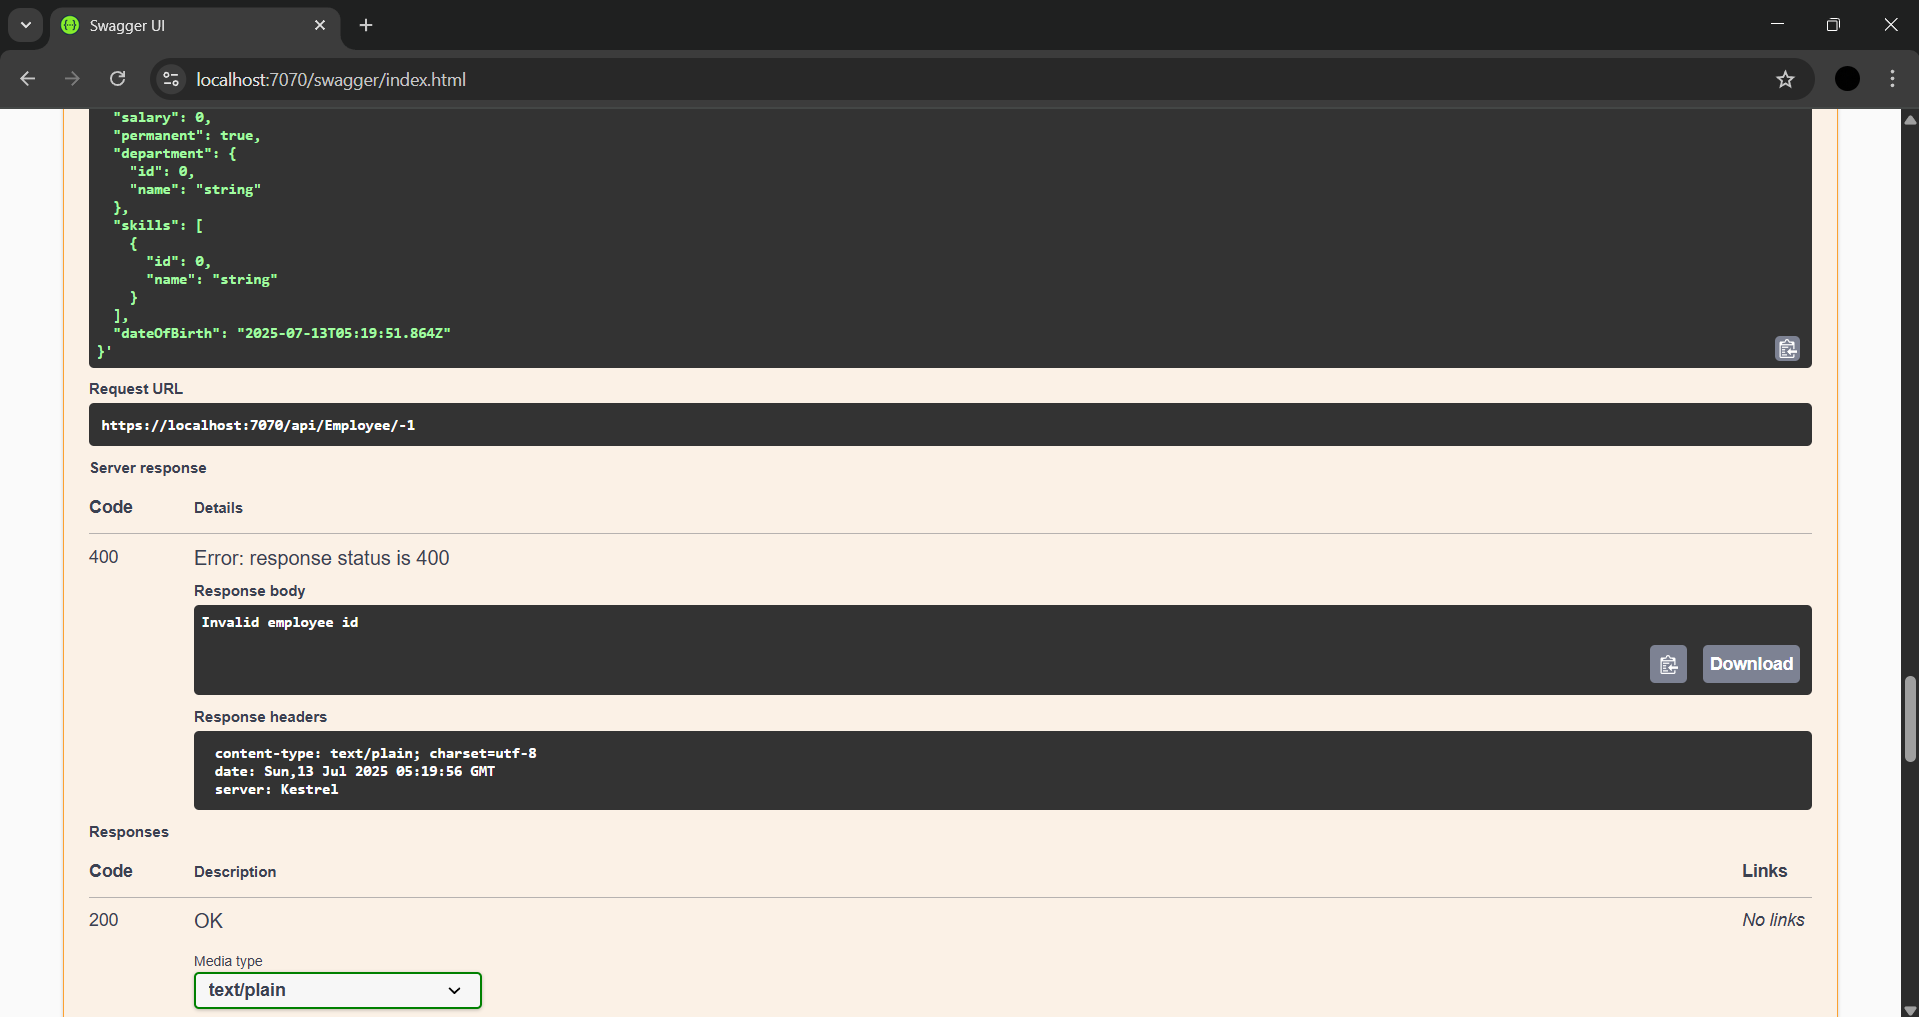 Swagger UI
localhost:7070/swagger/index.html
"salary": 0,
"permanent": true,
"department": {
"id": 0,
"name": "string"
},
"skills": [
{
"id": 0,
"name": "string"
}
],
"dateOfBirth": "2025-07-13T05:19:51.864Z"
}'
Request URL
https://localhost:7070/api/Employee/-1
Server response
Code Details
400 Error: response status is 400
Response body
Invalid employee id
Download
Response headers
content-type: text/plain; charset=utf-8
date: Sun,13 Jul 2025 05:19:56 GMT
server: Kestrel
Responses
Code Description Links
200 OK No links
Media type
text/plain